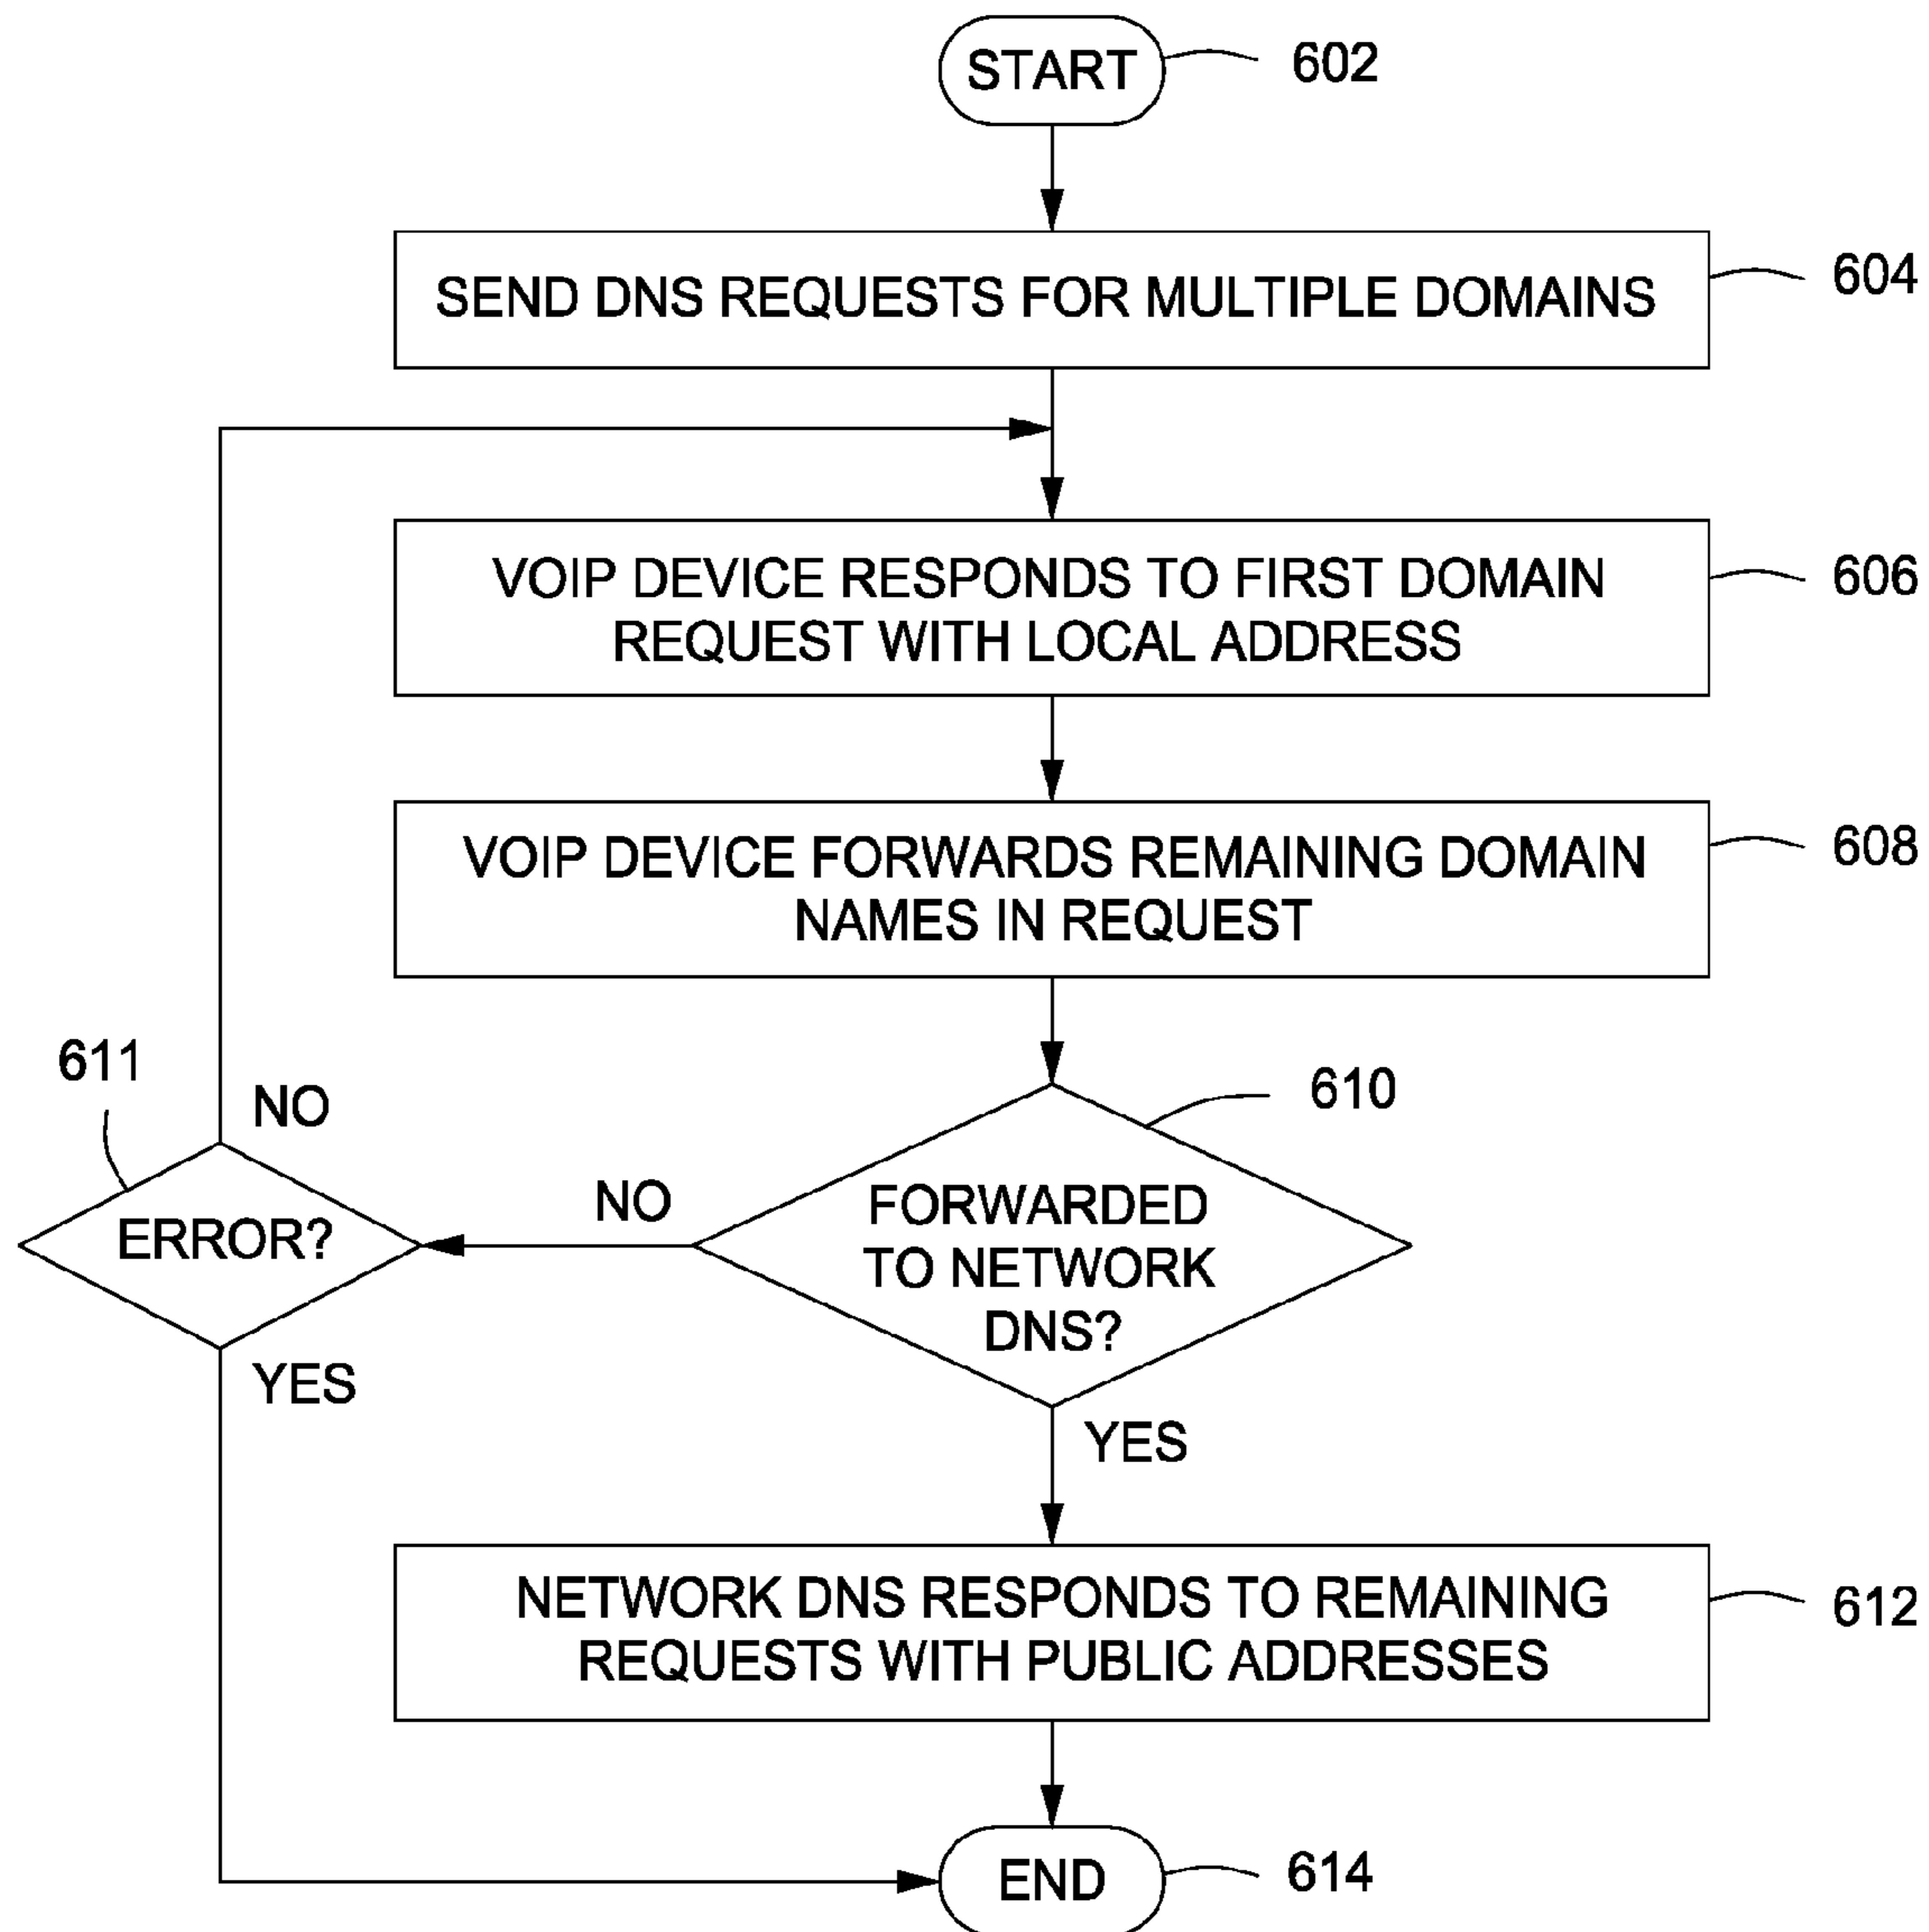 START
602
SEND DNS REQUESTS FOR MULTIPLE DOMAINS
604
VOIP DEVICE RESPONDS TO FIRST DOMAIN
REQUEST WITH LOCAL ADDRESS
606
VOIP DEVICE FORWARDS REMAINING DOMAIN
NAMES IN REQUEST
608
611
NO
ERROR?
YES
NO
610
FORWARDED
TO NETWORK
DNS?
YES
NETWORK DNS RESPONDS TO REMAINING
REQUESTS WITH PUBLIC ADDRESSES
612
END
614